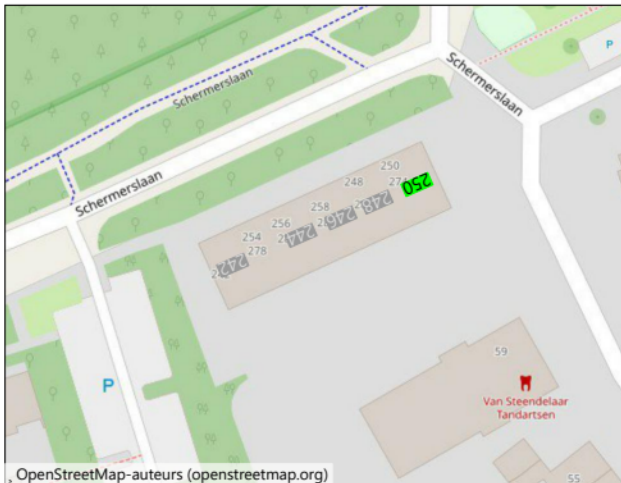 Schermerslaan
Schermerslaan
Schermerslaan
P
250
248
250
258
248
256
246
254
244
278
242
59
Van Steendelaar
Tandartsen
P
55
, OpenStreetMap-auteurs (openstreetmap.org)